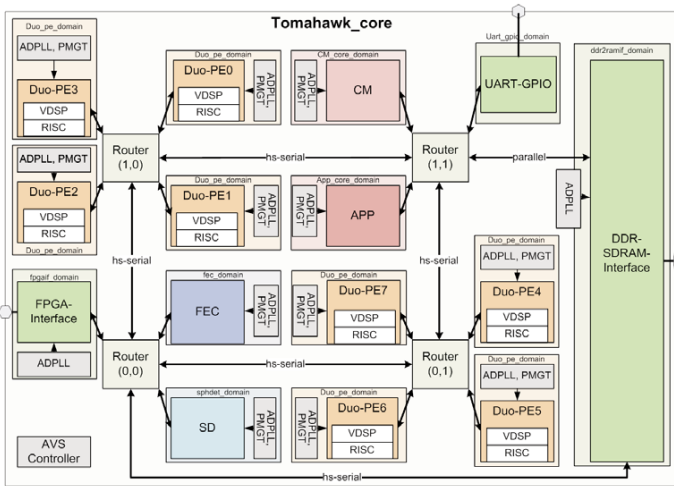 Tomahawk_core
Duo_pe_domain
ADPLL, PMGT
Duo-PE3
VDSP
RISC
Duo_pe_domain
Duo-PE0
VDSP
RISC
ADPLL,
PMGT
CM_core_domain
ADPLL,
PMGT
CM
Uart_gpio_domain
UART-GPIO
ddr2ramif_domain
Router
(1,0)
hs-serial
Router
(1,1)
parallel
ADPLL, PMGT
Duo-PE2
VDSP
RISC
Duo_pe_domain
Duo_pe_domain
Duo-PE1
VDSP
RISC
ADPLL,
PMGT
App_core_domain
ADPLL,
PMGT
APP
ADPLL
DDR-
SDRAM-
Interface
hs-serial
hs-serial
fpgaif_domain
FPGA-
Interface
ADPLL
fec_domain
FEC
ADPLL,
PMGT
Duo_pe_domain
ADPLL,
PMGT
Duo-PE7
VDSP
RISC
Duo_pe_domain
ADPLL, PMGT
Duo-PE4
VDSP
RISC
Router
(0,0)
hs-serial
Router
(0,1)
sphdet_domain
SD
ADPLL,
PMGT
Duo_pe_domain
ADPLL,
PMGT
Duo-PE6
VDSP
RISC
Duo_pe_domain
ADPLL, PMGT
Duo-PE5
VDSP
RISC
AVS
Controller
hs-serial